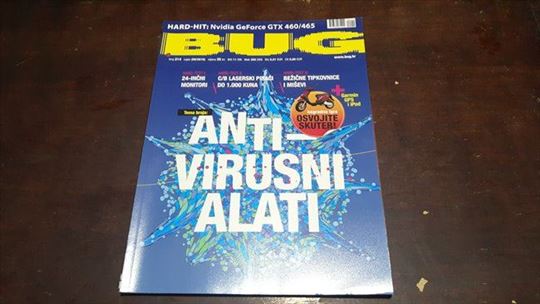 HARD-HIT: Nvidia GeForce GTX 460/465
BUG
www.bug.hr
24-INČNI
MONITORI
C/B LASERSKI PISAČI
DO 1.000 KUNA
BEŽIČNE TIPKOVNICE
I MIŠEVI
+
Garmin
GPS
i iPod
OSVOJITE
SKUTER!
Tema broja:
ANTI-
VIRUSNI
ALATI